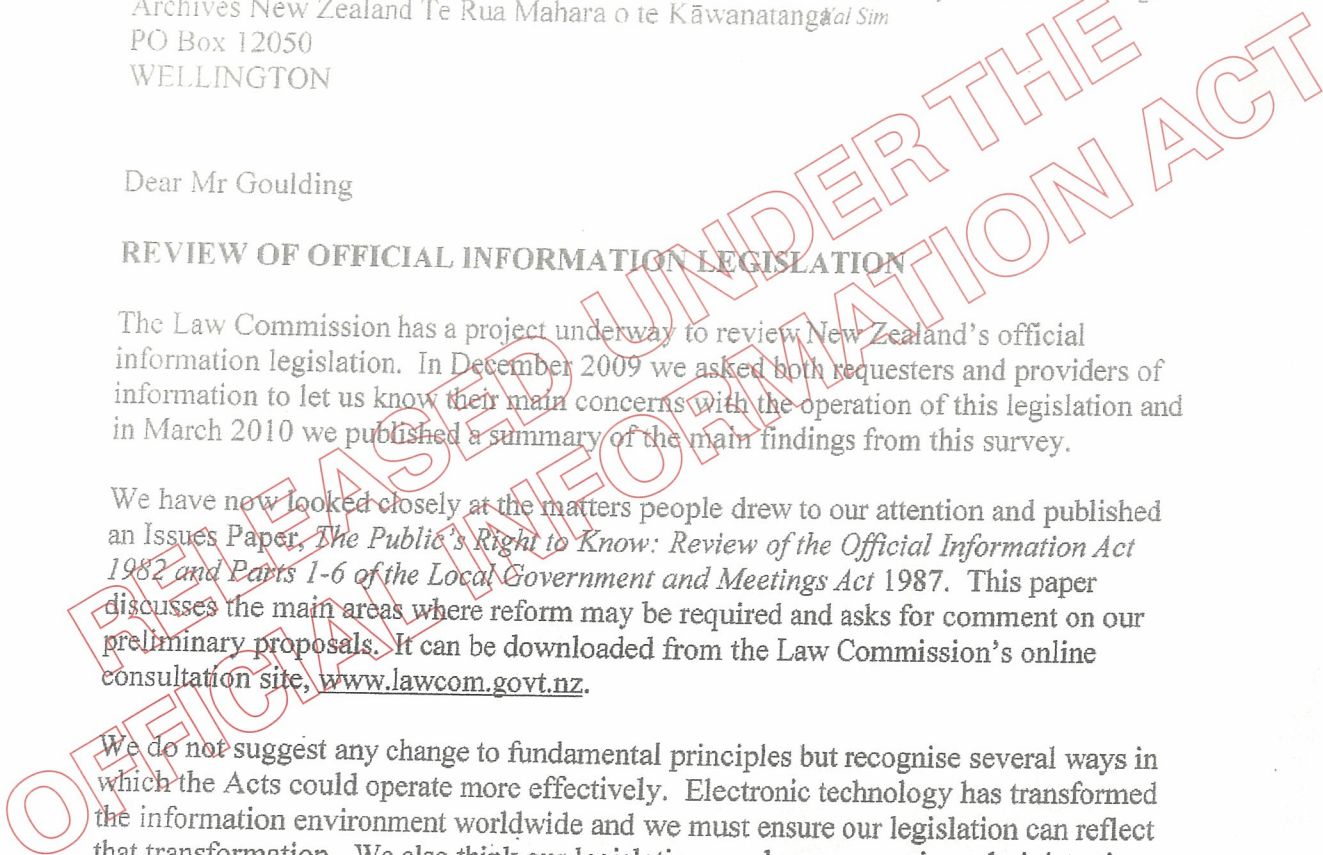 Archives New Zealand Te Rua Mahara o te Kāwanatanga Kal Sim
PO Box 12050
WELLINGTON
Dear Mr Goulding
REVIEW OF OFFICIAL INFORMATION LEGISLATION
The Law Commission has a project underway to review New Zealand's official
information legislation. In December 2009 we asked both requesters and providers of
information to let us know their main concerns with the operation of this legislation and
in March 2010 we published a summary of the main findings from this survey.
We have now looked closely at the matters people drew to our attention and published
an Issues Paper, The Public's Right to Know: Review of the Official Information Act
1982 and Parts 1-6 of the Local Government and Meetings Act 1987. This paper
discusses the main areas where reform may be required and asks for comment on our
preliminary proposals. It can be downloaded from the Law Commission's online
consultation site, www.lawcom.govt.nz.
We do not suggest any change to fundamental principles but recognise several ways in
which the Acts could operate more effectively. Electronic technology has transformed
the information environment worldwide and we must ensure our legislation can reflect
that transformation. We also think our legislation
RELEASED UNDER THE
OFFICIAL INFORMATION ACT